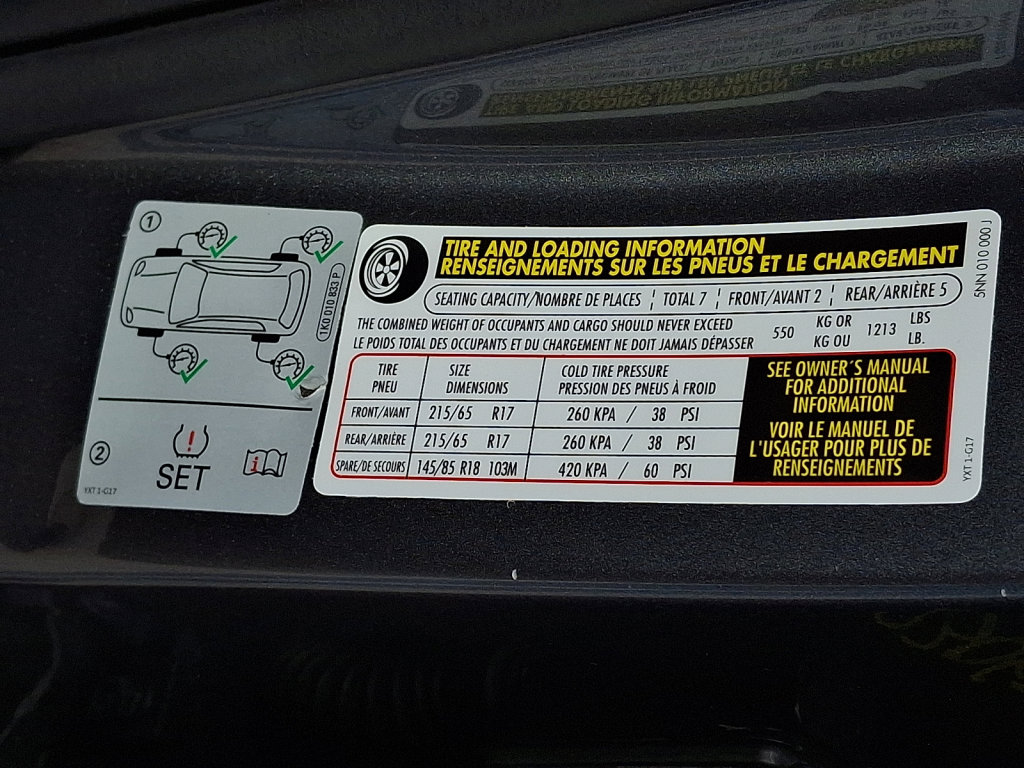 1
1K0 010 833 P
2
SET
i
YXT 1-G17
TIRE AND LOADING INFORMATION
RENSEIGNEMENTS SUR LES PNEUS ET LE CHARGEMENT
SEATING CAPACITY/NOMBRE DE PLACES ¦ TOTAL 7 ¦ FRONT/AVANT 2 ¦ REAR/ARRIÈRE 5
THE COMBINED WEIGHT OF OCCUPANTS AND CARGO SHOULD NEVER EXCEED
LE POIDS TOTAL DES OCCUPANTS ET DU CHARGEMENT NE DOIT JAMAIS DÉPASSER
550 KG OR 1213 LBS
KG OU LB.
TIRE SIZE COLD TIRE PRESSURE
PNEU DIMENSIONS PRESSION DES PNEUS À FROID
FRONT/AVANT 215/65 R17 260 KPA / 38 PSI
REAR/ARRIÈRE 215/65 R17 260 KPA / 38 PSI
SPARE/DE SECOURS 145/85 R18 103M 420 KPA / 60 PSI
SEE OWNER´S MANUAL
FOR ADDITIONAL
INFORMATION
VOIR LE MANUEL DE
L'USAGER POUR PLUS DE
RENSEIGNEMENTS
5NN 010 000 J
YXT 1-G17